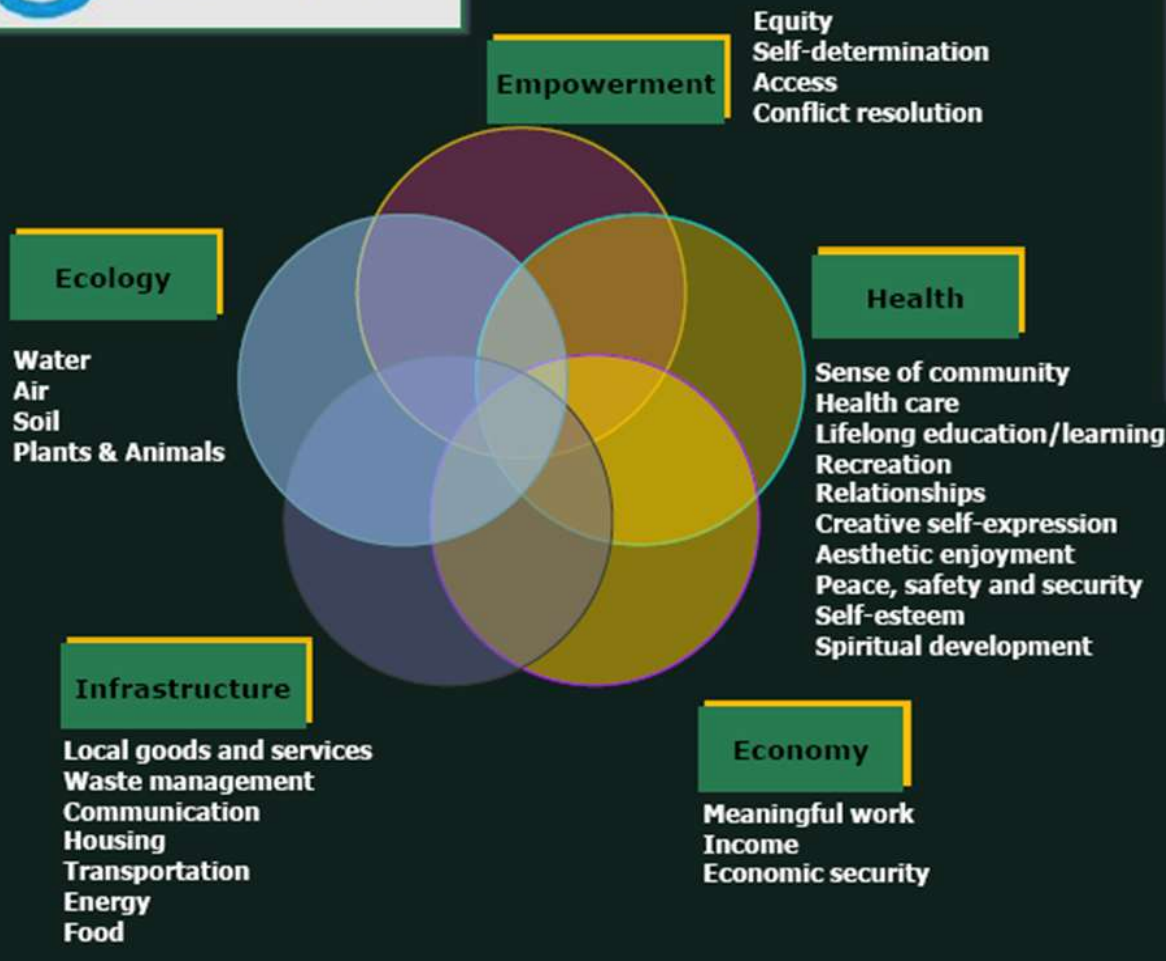 Empowerment
Equity
Self-determination
Access
Conflict resolution
Ecology
Water
Air
Soil
Plants & Animals
Health
Sense of community
Health care
Lifelong education/learning
Recreation
Relationships
Creative self-expression
Aesthetic enjoyment
Peace, safety and security
Self-esteem
Spiritual development
Infrastructure
Local goods and services
Waste management
Communication
Housing
Transportation
Energy
Food
Economy
Meaningful work
Income
Economic security